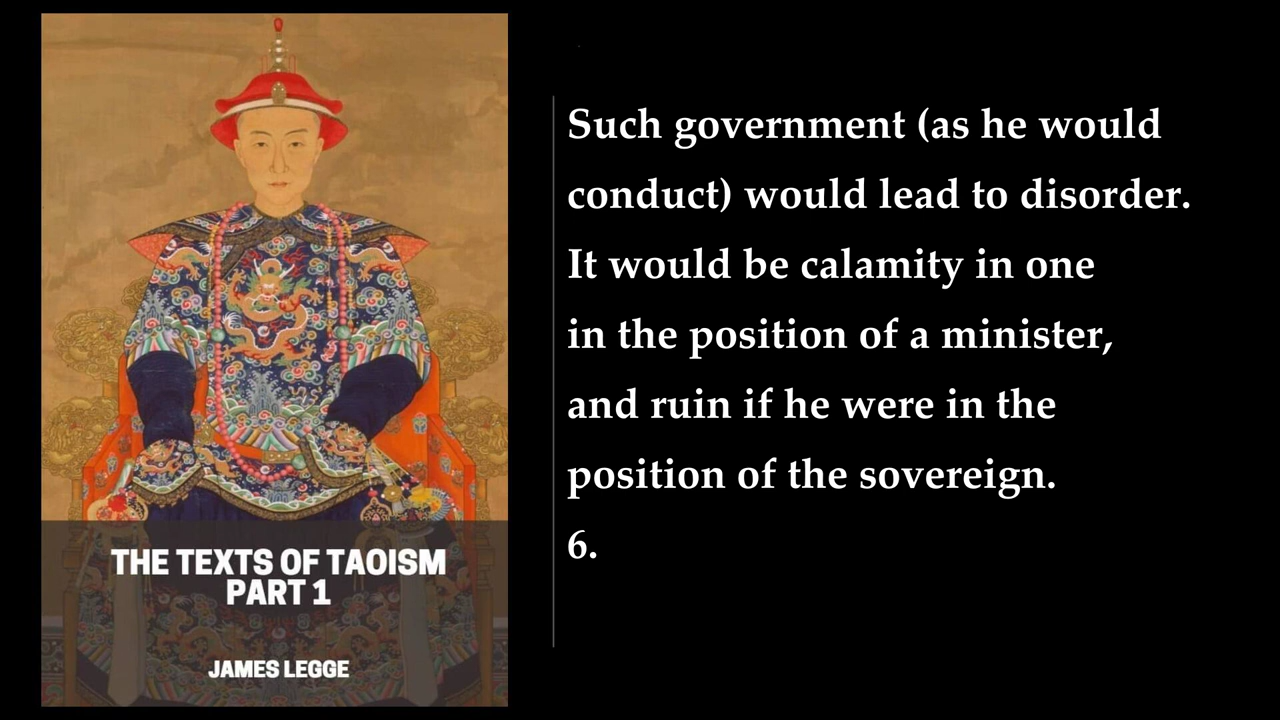 THE TEXTS OF TAOISM
PART 1
JAMES LEGGE
Such government (as he would
conduct) would lead to disorder.
It would be calamity in one
in the position of a minister,
and ruin if he were in the
position of the sovereign.
6.